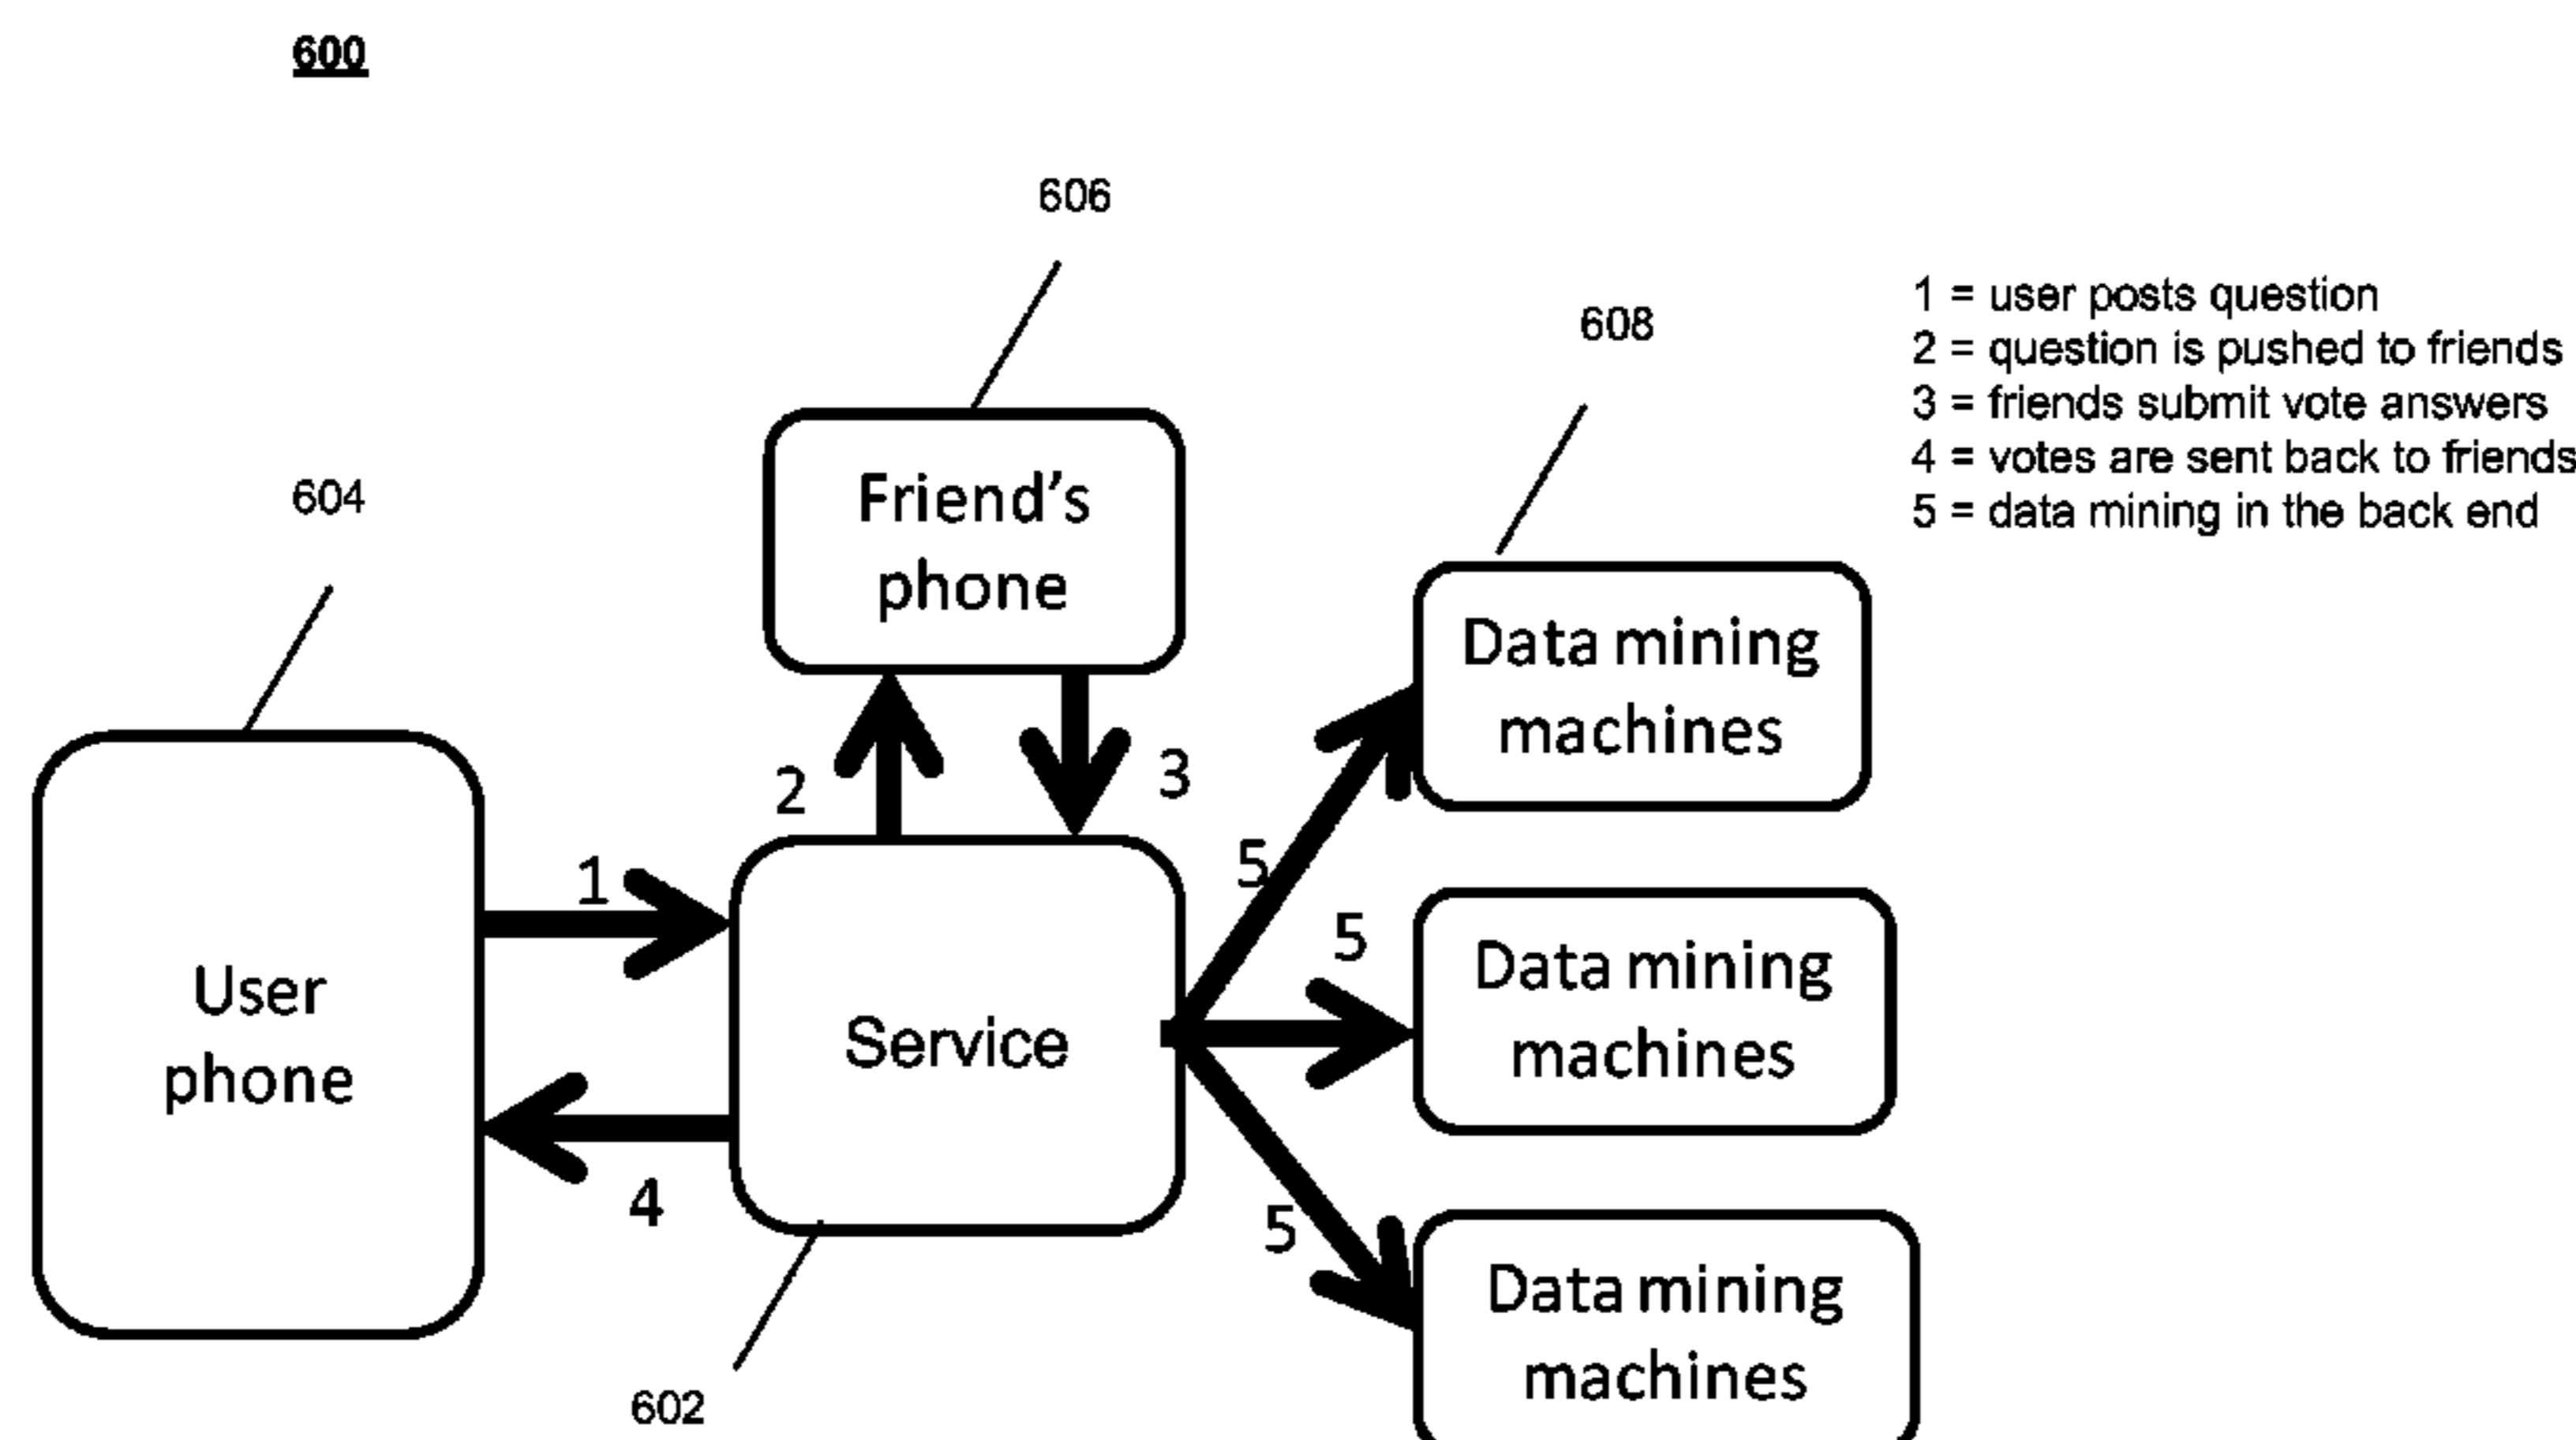 600
606
608
1 = user posts question
2 = question is pushed to friends
3 = friends submit vote answers
4 = votes are sent back to friends
5 = data mining in the back end
604
Friend's
phone
Data mining
machines
2
3
1
5
5
Data mining
machines
User
phone
Service
4
5
Data mining
machines
602